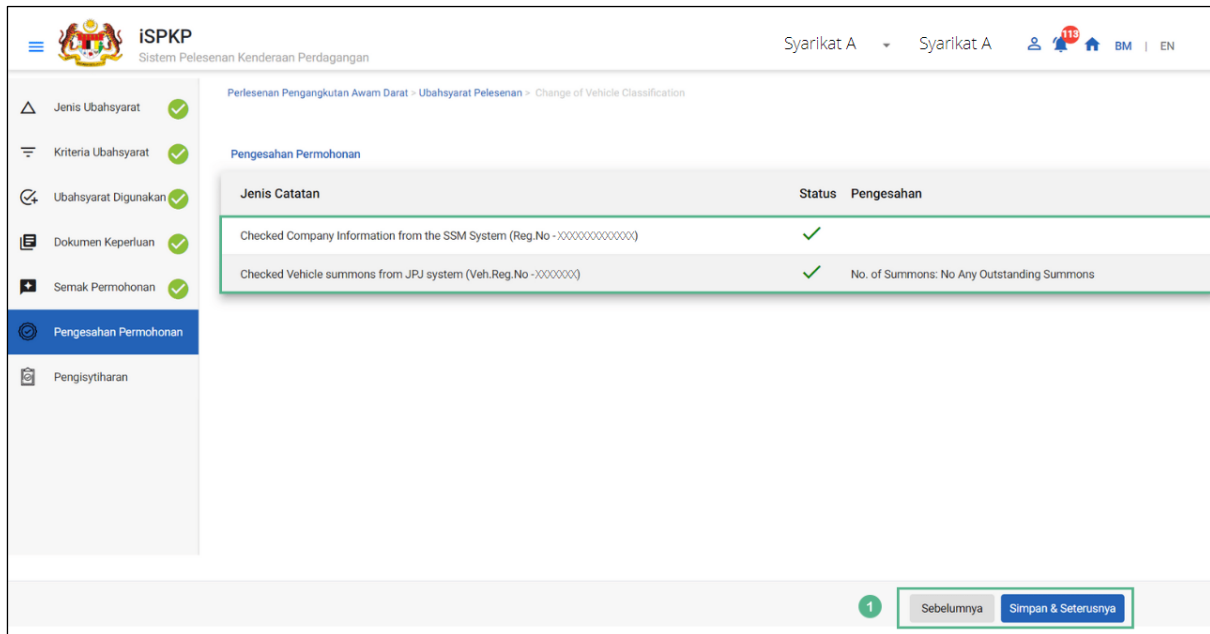 iSPKP
Sistem Pelesenan Kenderaan Perdagangan
Syarikat A
Syarikat A
113
BM | EN
Jenis Ubahsyarat
Kriteria Ubahsyarat
Ubahsyarat Digunakan
Dokumen Keperluan
Semak Permohonan
Pengesahan Permohonan
Pengisytiharan
Perlesenan Pengangkutan Awam Darat > Ubahsyarat Pelesenan > Change of Vehicle Classification
Pengesahan Permohonan
Jenis Catatan Status Pengesahan
Checked Company Information from the SSM System (Reg.No -XXXXXXXXXXXX)
Checked Vehicle summons from JPJ system (Veh.Reg.No -XXXXXXX) No. of Summons: No Any Outstanding Summons
1 Sebelumnya Simpan & Seterusnya